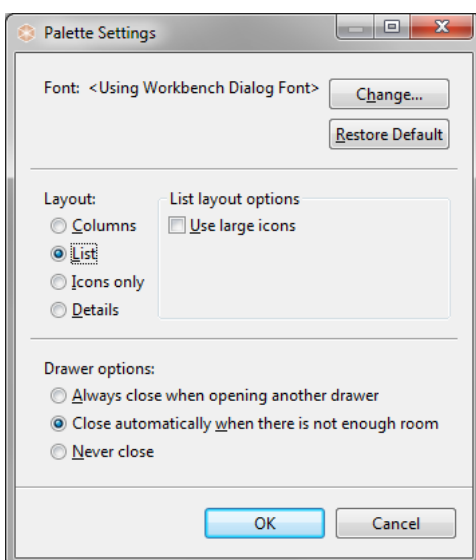 Palette Settings
Font: <Using Workbench Dialog Font>
Change...
Restore Default
Layout:
List layout options
Columns
Use large icons
List
Icons only
Details
Drawer options:
Always close when opening another drawer
Close automatically when there is not enough room
Never close
OK
Cancel